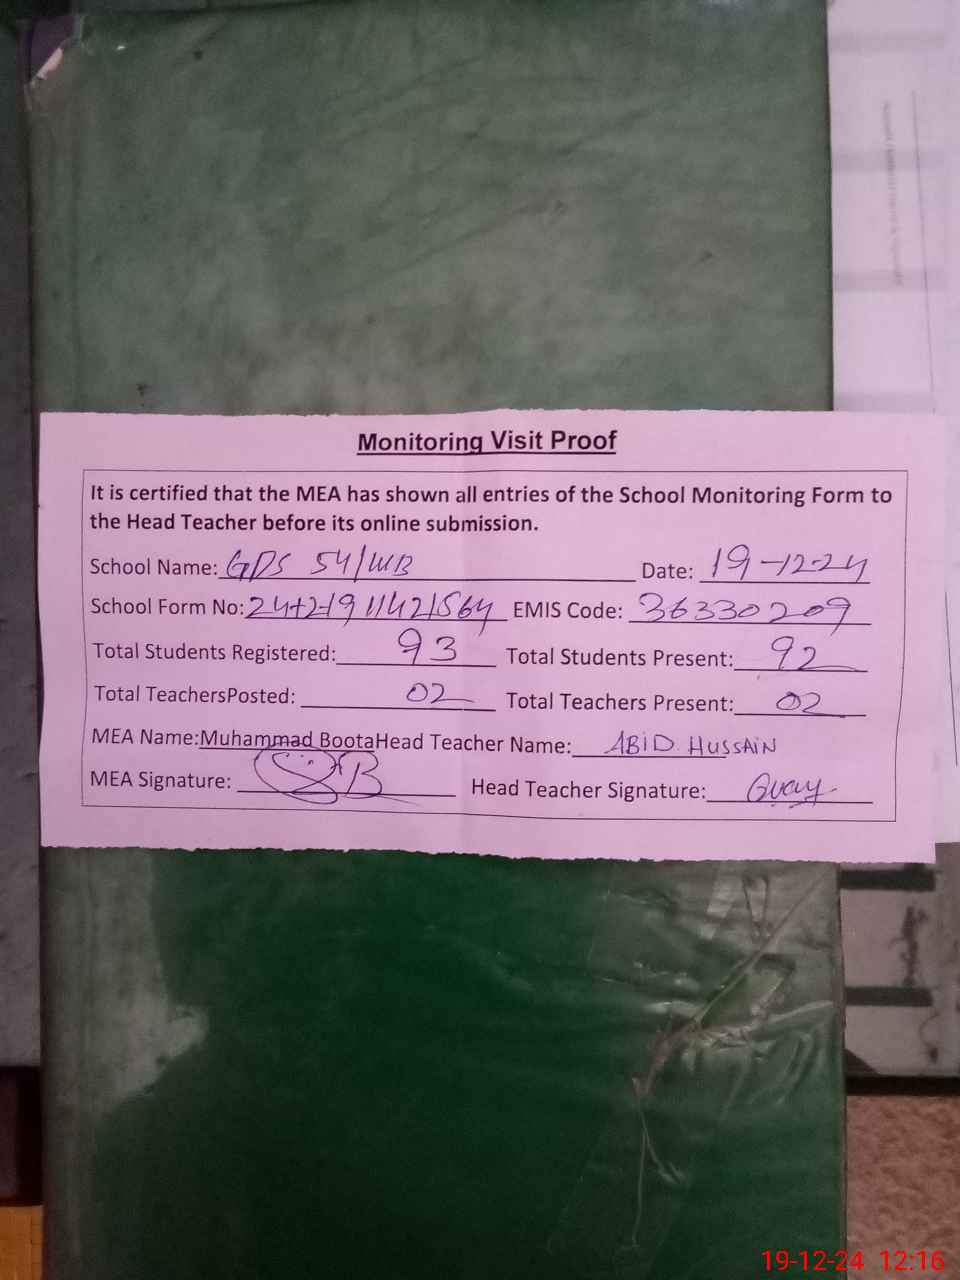 Monitoring Visit Proof
It is certified that the MEA has shown all entries of the School Monitoring Form to
the Head Teacher before its online submission.
School Name: GPS 54/WB Date: 19-12-24
School Form No: EMIS Code: 36330209
Total Students Registered: 93 Total Students Present: 92
Total TeachersPosted: 02 Total Teachers Present: 02
MEA Name:Muhammad BootaHead Teacher Name: ABID HUSSAIN
MEA Signature: Head Teacher Signature:
19-12-24 12:16